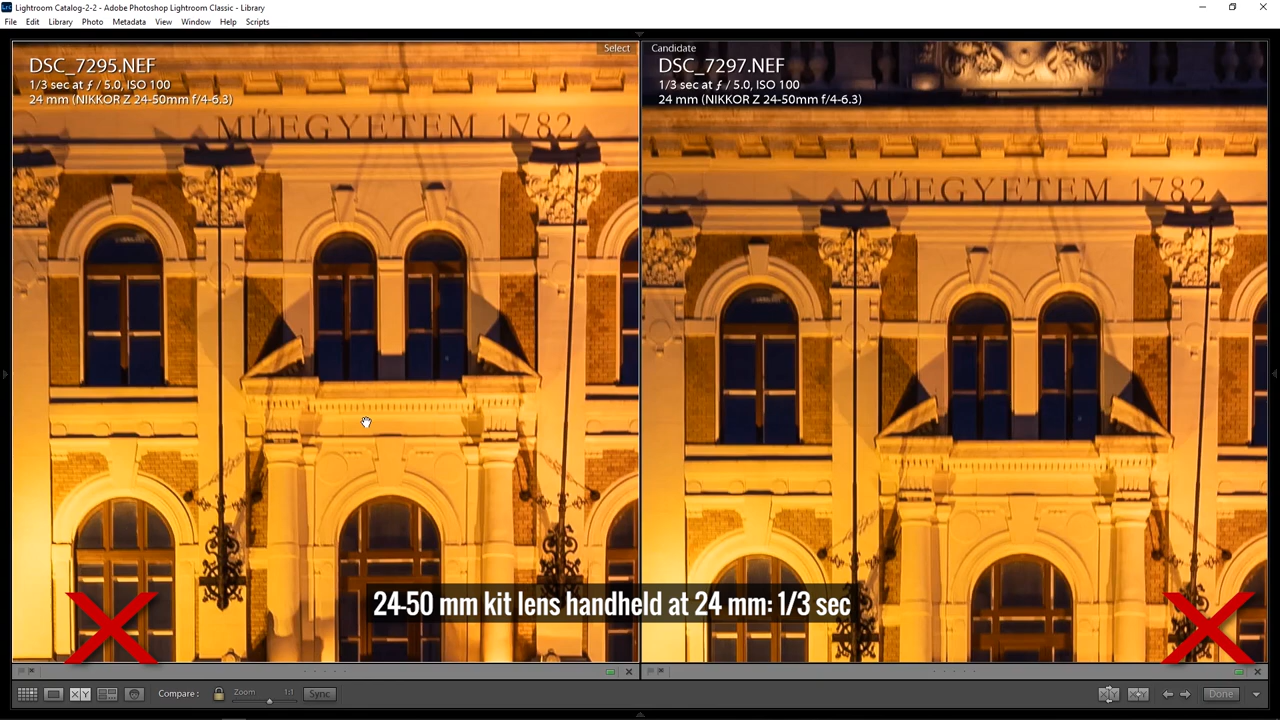 Lightroom Catalog-2-2 - Adobe Photoshop Lightroom Classic - Library
File Edit Library Photo Metadata View Window Help Scripts
Select
DSC_7295.NEF
1/3 sec at ƒ / 5.0, ISO 100
24 mm (NIKKOR Z 24-50mm f/4-6.3)
MŰEGYETEM 1782
Candidate
DSC_7297.NEF
1/3 sec at ƒ / 5.0, ISO 100
24 mm (NIKKOR Z 24-50mm f/4-6.3)
MŰEGYETEM 1782
24-50 mm kit lens handheld at 24 mm: 1/3 sec
XY Compare : Zoom 1:1 Sync Done